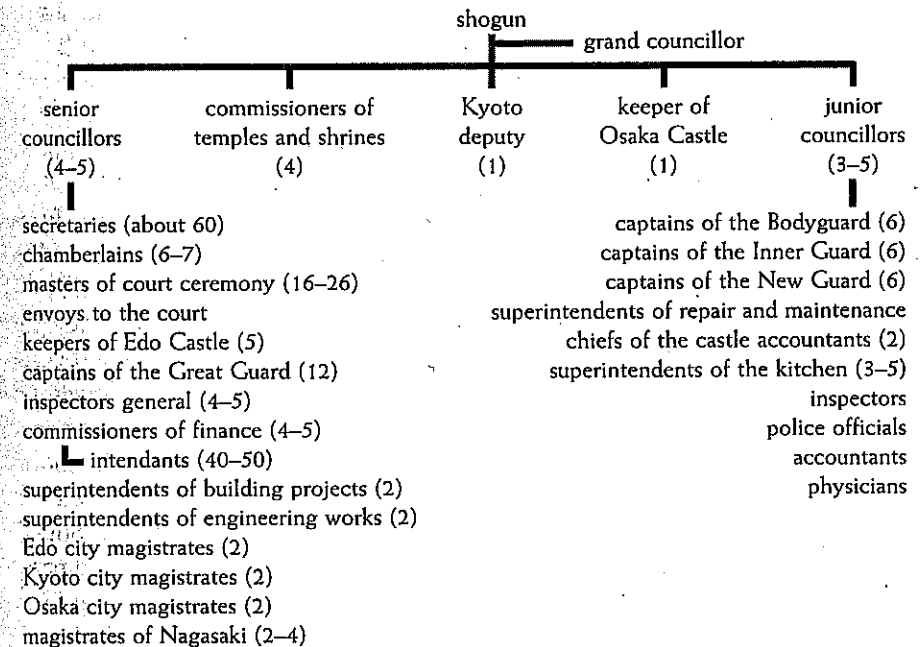 shogun
grand councillor
senior
councillors
(4–5)
commissioners of
temples and shrines
(4)
Kyoto
deputy
(1)
keeper of
Osaka Castle
(1)
junior
councillors
(3–5)
secretaries (about 60)
chamberlains (6–7)
masters of court ceremony (16–26)
envoys to the court
keepers of Edo Castle (5)
captains of the Great Guard (12)
inspectors general (4–5)
commissioners of finance (4–5)
intendants (40–50)
superintendents of building projects (2)
superintendents of engineering works (2)
Edo city magistrates (2)
Kyoto city magistrates (2)
Osaka city magistrates (2)
magistrates of Nagasaki (2–4)
captains of the Bodyguard (6)
captains of the Inner Guard (6)
captains of the New Guard (6)
superintendents of repair and maintenance
chiefs of the castle accountants (2)
superintendents of the kitchen (3–5)
inspectors
police officials
accountants
physicians